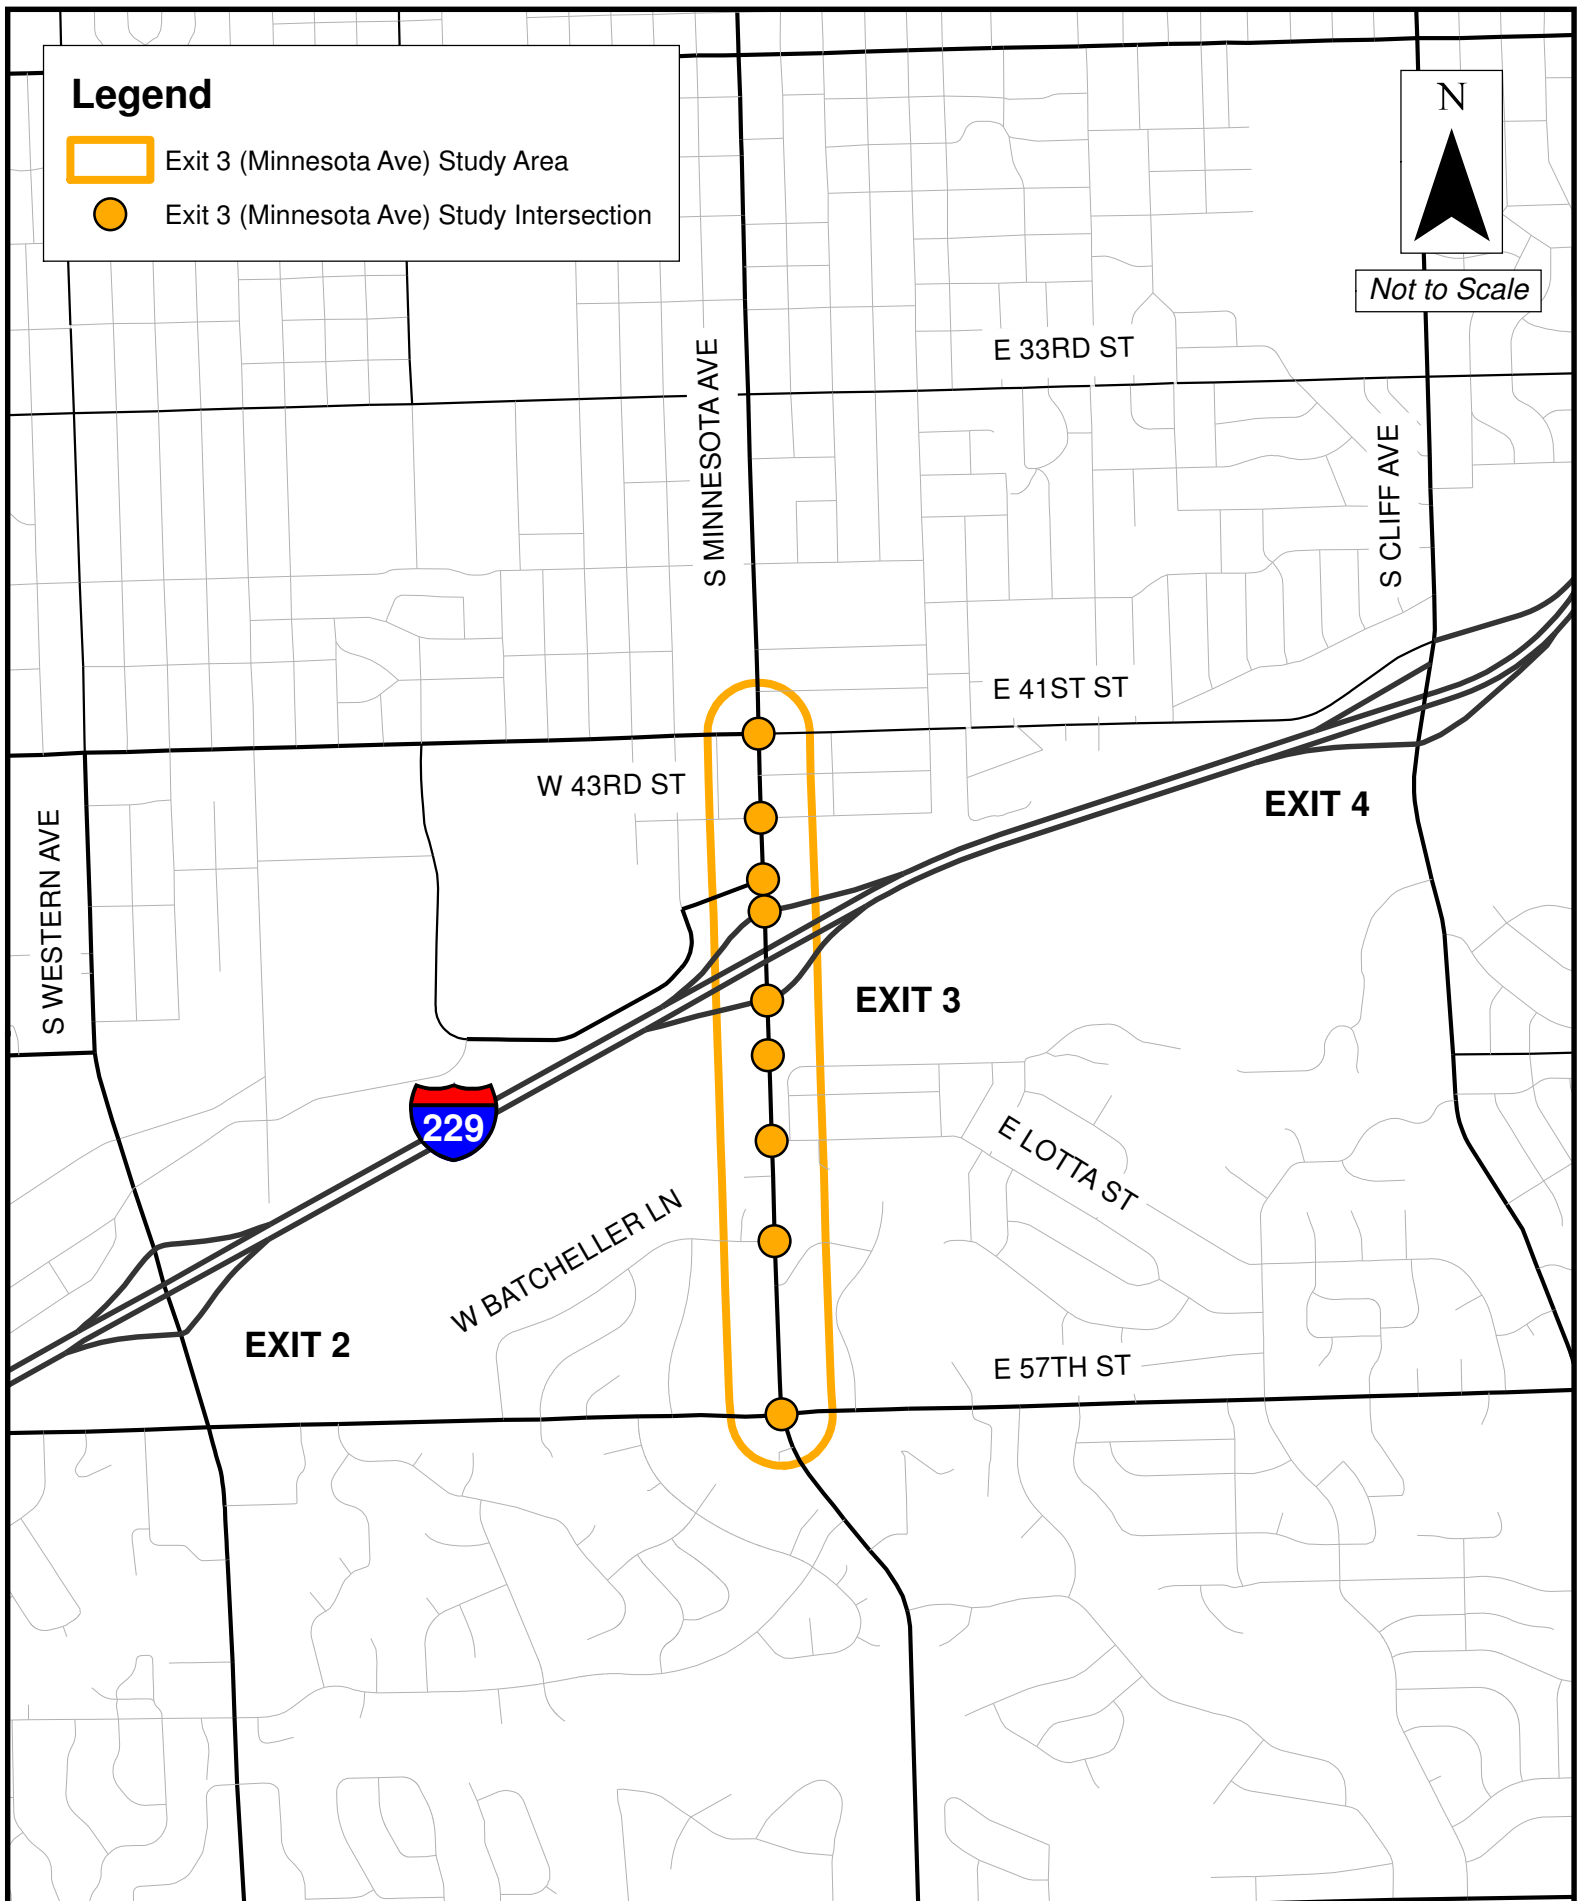 Legend
Exit 3 (Minnesota Ave) Study Area
Exit 3 (Minnesota Ave) Study Intersection
N
Not to Scale
E 33RD ST
S MINNESOTA AVE
S CLIFF AVE
E 41ST ST
W 43RD ST
EXIT 4
S WESTERN AVE
EXIT 3
229
E LOTTA ST
W BATCHELLER LN
EXIT 2
E 57TH ST